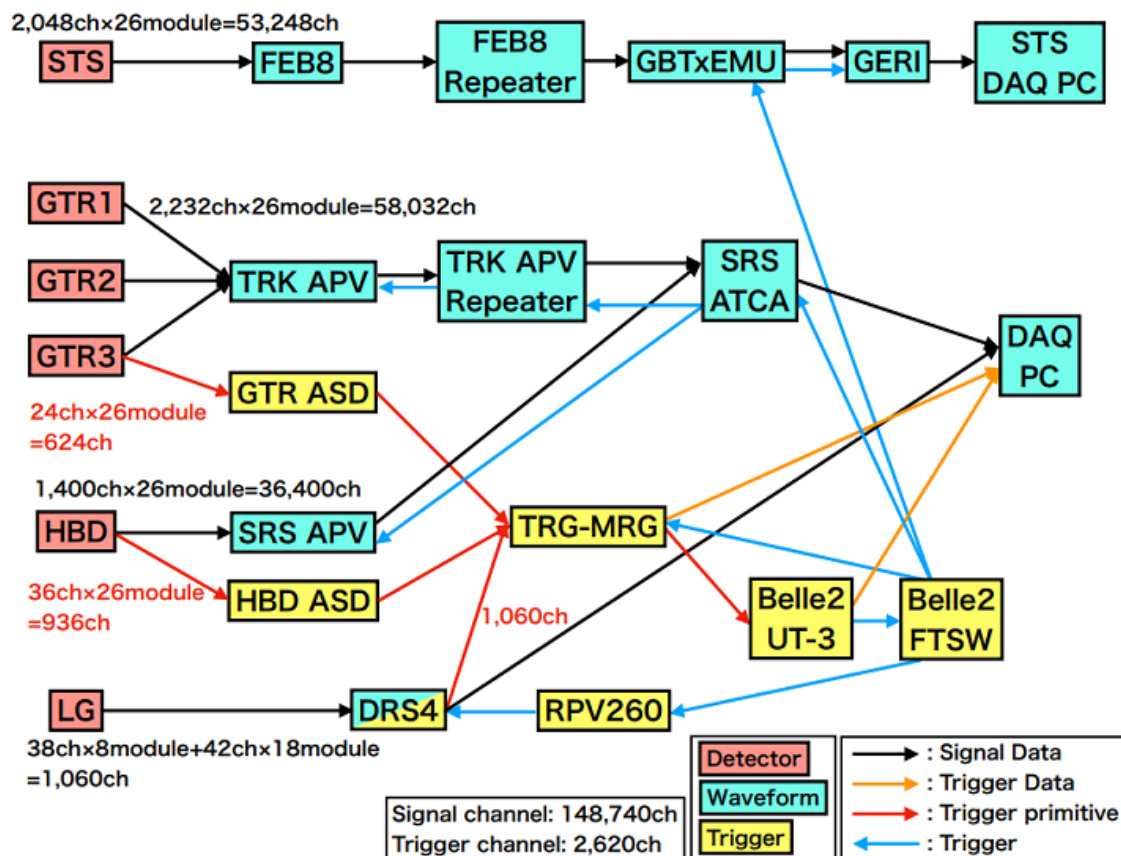 2,048ch×26module=53,248ch
STS
FEB8
FEB8
Repeater
GBTxEMU
GERI
STS
DAQ PC
GTR1
2,232ch×26module=58,032ch
GTR2
TRK APV
TRK APV
Repeater
SRS
ATCA
GTR3
DAQ
PC
GTR ASD
24ch×26module
=624ch
1,400ch×26module=36,400ch
HBD
SRS APV
TRG-MRG
36ch×26module
=936ch
HBD ASD
1,060ch
Belle2
UT-3
Belle2
FTSW
LG
DRS4
RPV260
38ch×8module+42ch×18module
=1,060ch
Signal channel: 148,740ch
Trigger channel: 2,620ch
Detector
Waveform
Trigger
: Signal Data
: Trigger Data
: Trigger primitive
: Trigger